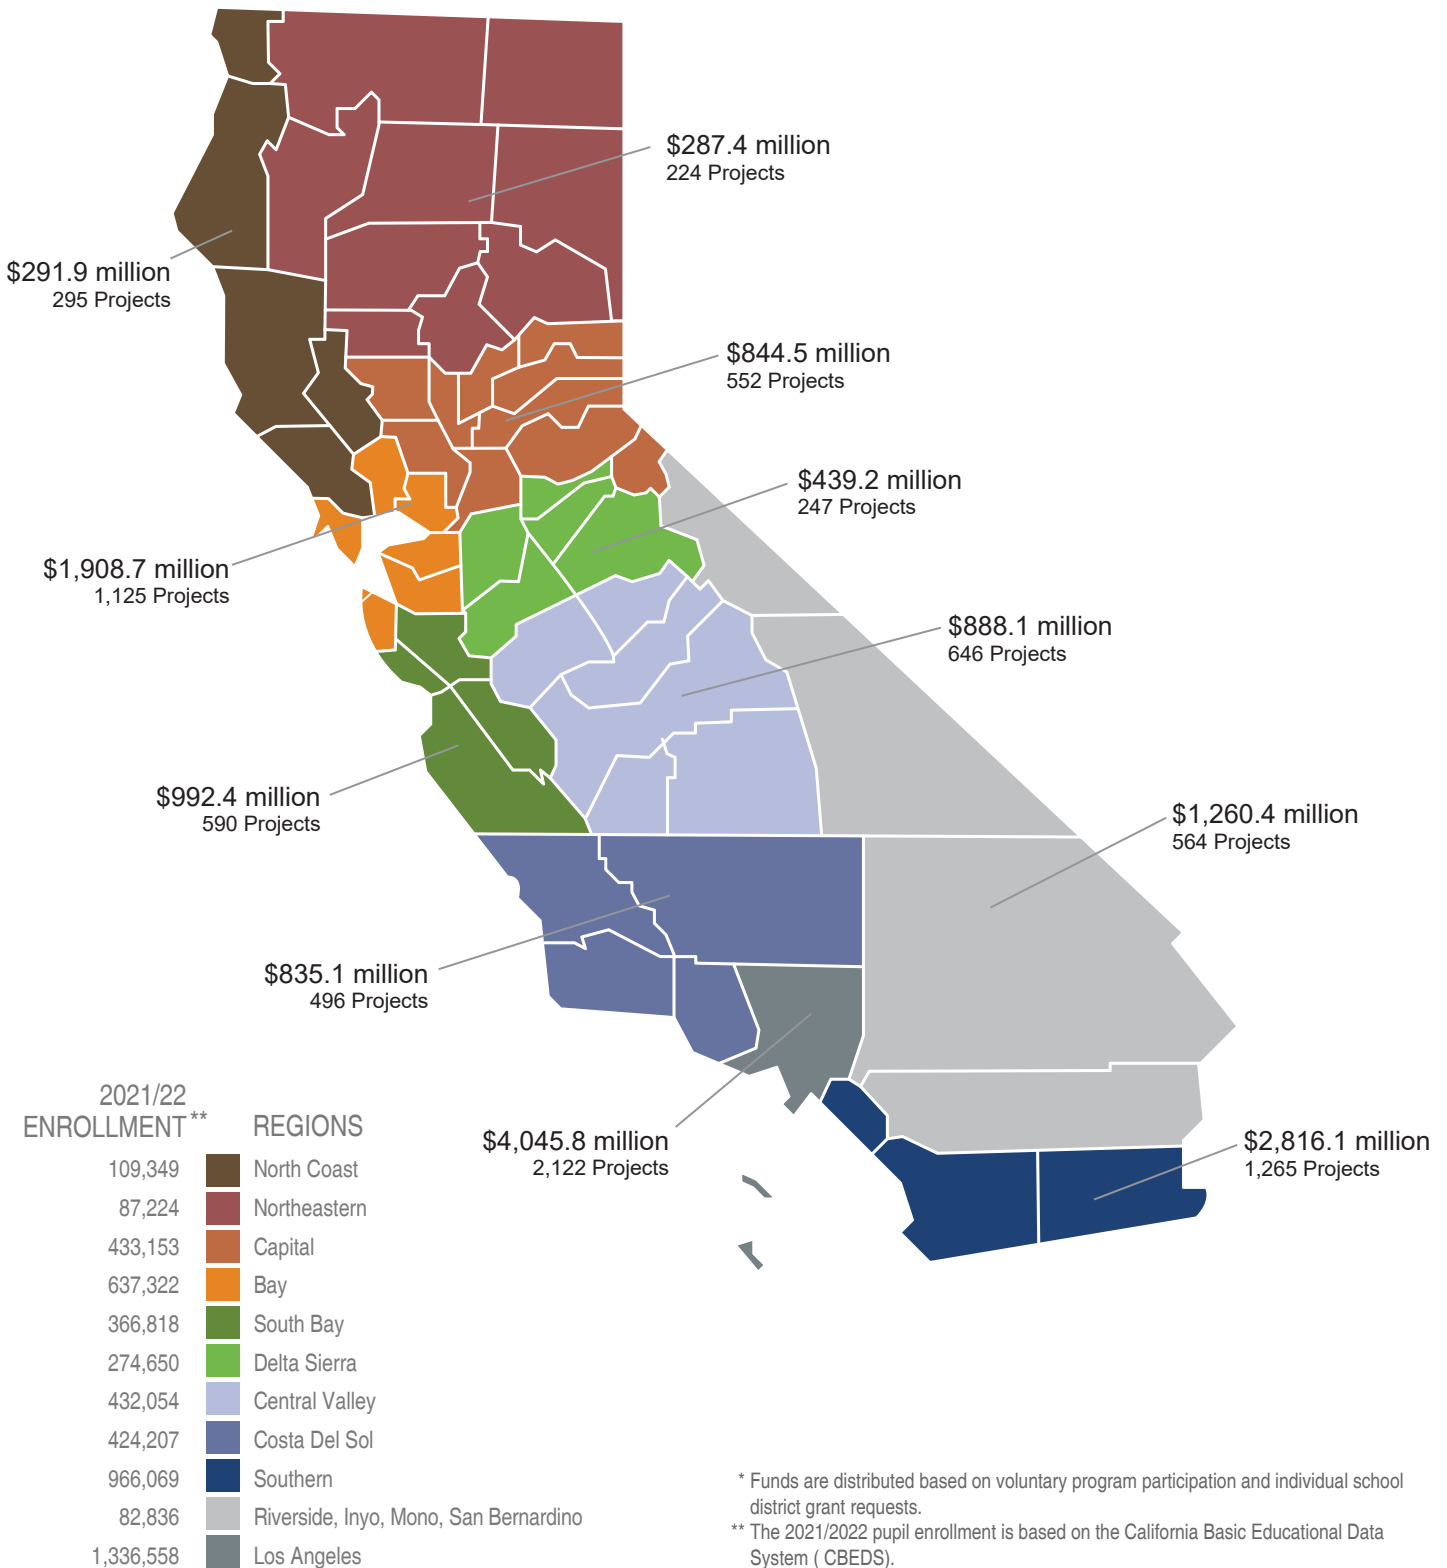 $287.4 million
224 Projects
$291.9 million
295 Projects
$844.5 million
552 Projects
$439.2 million
247 Projects
$1,908.7 million
1,125 Projects
$888.1 million
646 Projects
$992.4 million
590 Projects
$1,260.4 million
564 Projects
$835.1 million
496 Projects
$4,045.8 million
2,122 Projects
$2,816.1 million
1,265 Projects
2021/22
ENROLLMENT** REGIONS
109,349 North Coast
87,224 Northeastern
433,153 Capital
637,322 Bay
366,818 South Bay
274,650 Delta Sierra
432,054 Central Valley
424,207 Costa Del Sol
966,069 Southern
82,836 Riverside, Inyo, Mono, San Bernardino
1,336,558 Los Angeles
* Funds are distributed based on voluntary program participation and individual school
district grant requests.
** The 2021/2022 pupil enrollment is based on the California Basic Educational Data
System ( CBEDS).